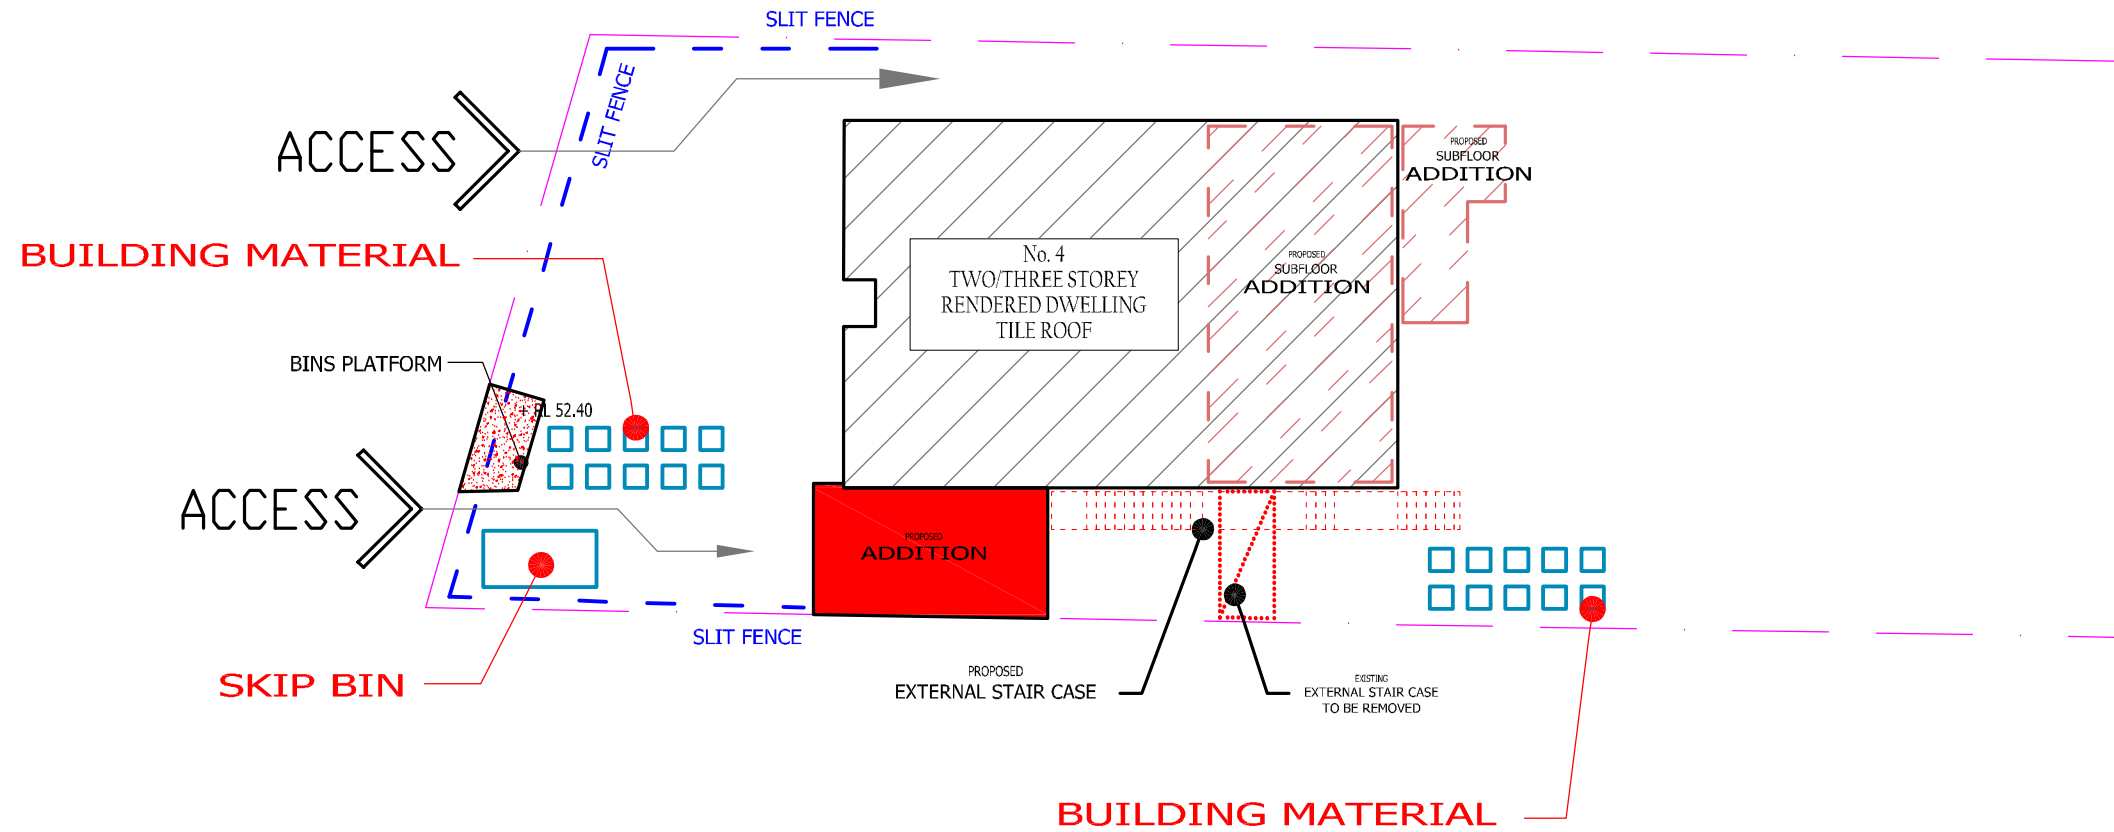 SLIT FENCE
SLIT FENCE
ACCESS
BUILDING MATERIAL
PROPOSED
SUBFLOOR
ADDITION
No. 4
TWO/THREE STOREY
RENDERED DWELLING
TILE ROOF
PROPOSED
SUBFLOOR
ADDITION
BINS PLATFORM
+ RL 52.40
ACCESS
PROPOSED
ADDITION
SLIT FENCE
SKIP BIN
PROPOSED
EXTERNAL STAIR CASE
EXISTING
EXTERNAL STAIR CASE
TO BE REMOVED
BUILDING MATERIAL